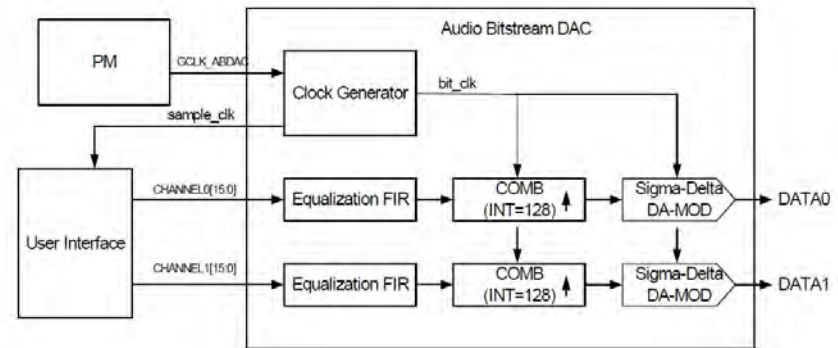 Audio Bitstream DAC
PM
GCLK_ABDAC
Clock Generator
bit_clk
sample_clk
User Interface
CHANNEL0[15:0]
Equalization FIR
COMB
(INT=128)
Sigma-Delta
DA-MOD
DATA0
CHANNEL1[15:0]
Equalization FIR
COMB
(INT=128)
Sigma-Delta
DA-MOD
DATA1